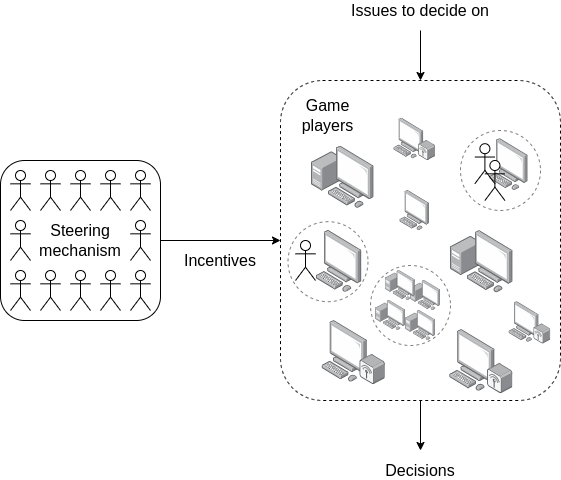 Issues to decide on
Game
players
Steering
mechanism
Incentives
Decisions